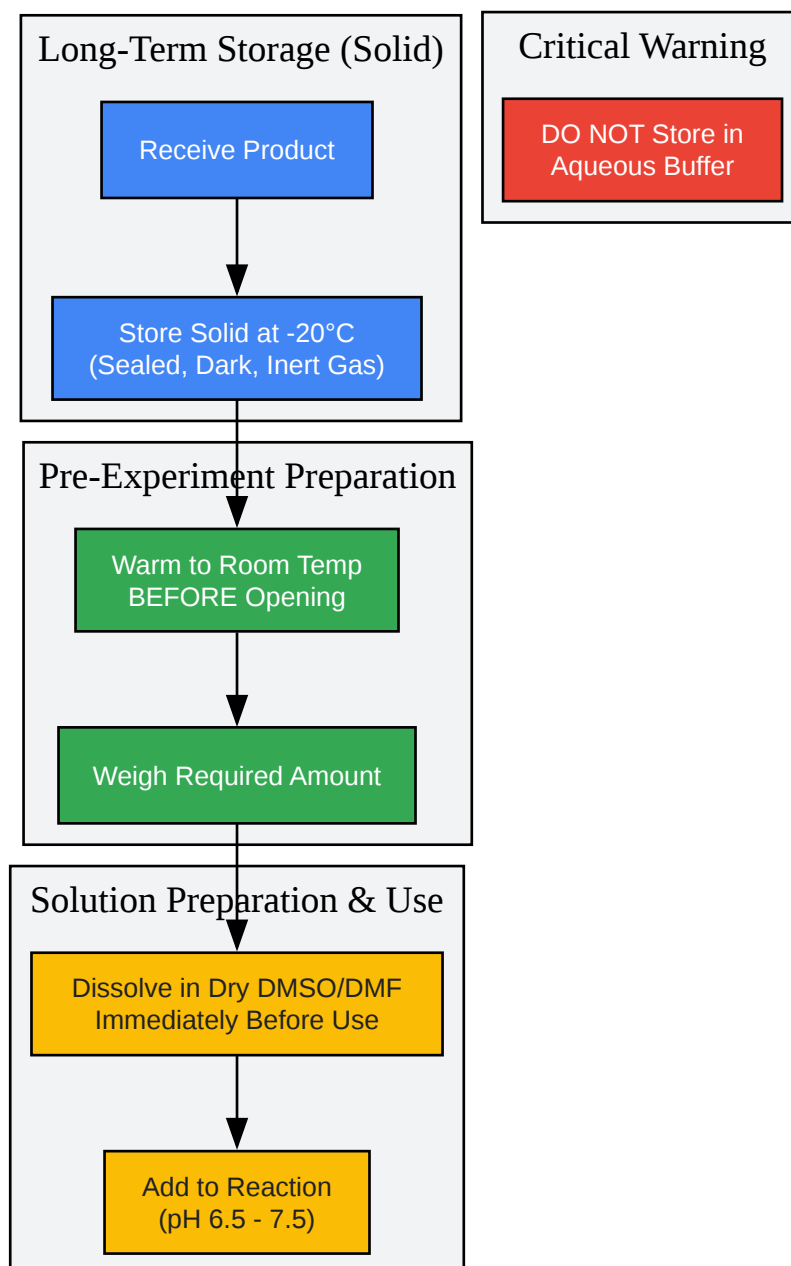 Long-Term Storage (Solid)
Receive Product
Store Solid at -20°C
(Sealed, Dark, Inert Gas)
Critical Warning
DO NOT Store in
Aqueous Buffer
Pre-Experiment Preparation
Warm to Room Temp
BEFORE Opening
Weigh Required Amount
Solution Preparation & Use
Dissolve in Dry DMSO/DMF
Immediately Before Use
Add to Reaction
(pH 6.5 - 7.5)